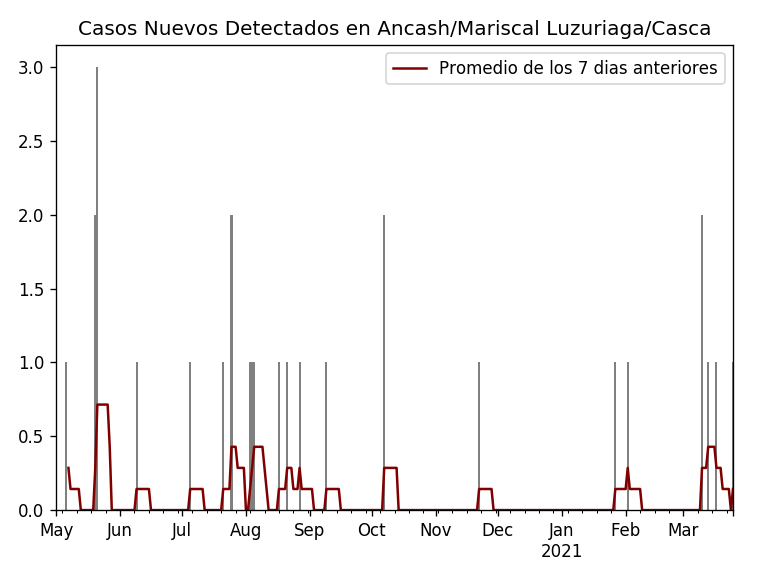 Casos Nuevos Detectados en Ancash/Mariscal Luzuriaga/Casca
Promedio de los 7 dias anteriores
3.0
2.5
2.0
1.5
1.0
0.5
0.0
May Jun Jul Aug Sep Oct Nov Dec Jan Feb Mar
2021